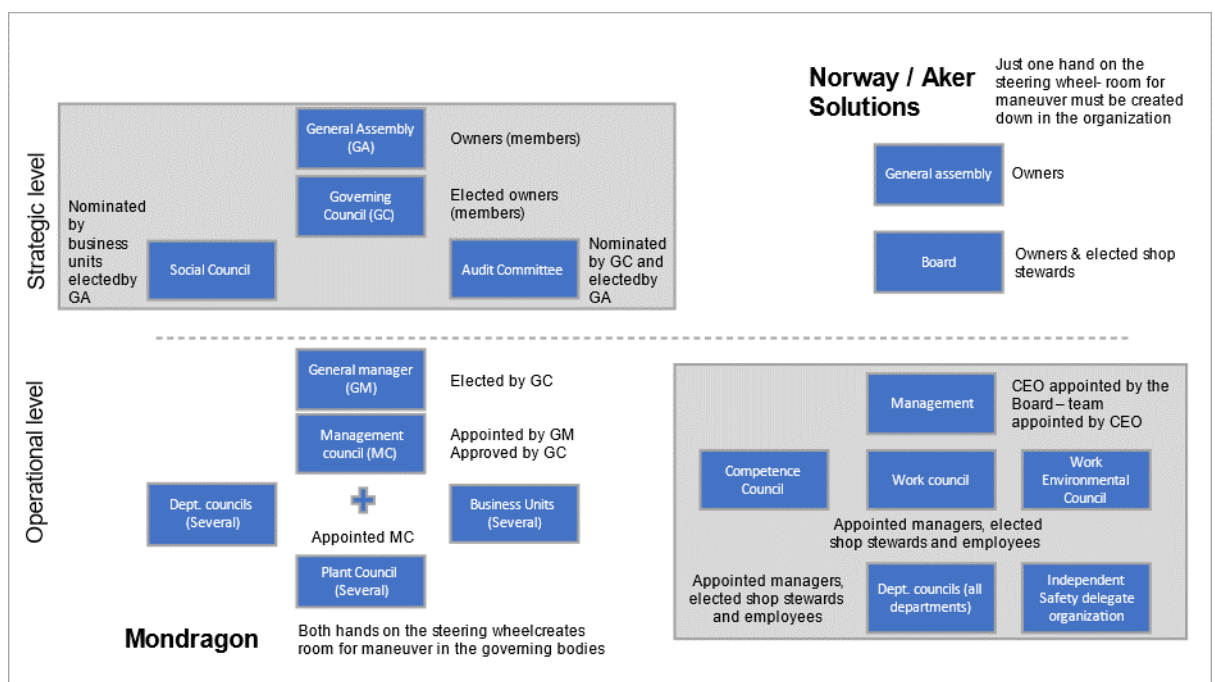 Norway / Aker
Solutions
Just one hand on the
steering wheel- room for
maneuver must be created
down in the organization
Strategic level
General Assembly
(GA)
Owners (members)
Governing
Council (GC)
Elected owners
(members)
Nominated
by
business
units
electedby
GA
Social Council
Audit Committee
Nominated
by GC and
electedby
GA
General assembly
Owners
Board
Owners & elected shop
stewards
Operational level
General manager
(GM)
Elected by GC
Management
council (MC)
Appointed by GM
Approved by GC
Dept. councils
(Several)
Appointed MC
Business Units
(Several)
Plant Council
(Several)
Mondragon
Both hands on the steering wheelcreates
room for maneuver in the governing bodies
Management
CEO appointed by the
Board – team
appointed by CEO
Competence
Council
Work council
Work
Environmental
Council
Appointed managers, elected
shop stewards and employees
Appointed managers,
elected shop stewards
and employees
Dept. councils (all
departments)
Independent
Safety delegate
organization